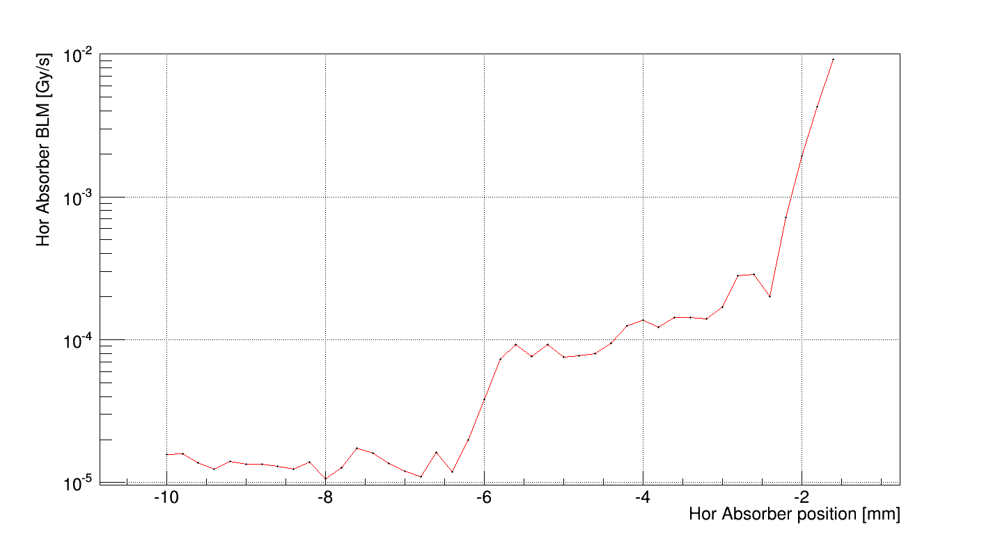 Hor Absorber BLM [Gy/s]
10⁻²
10⁻³
10⁻⁴
10⁻⁵
-10 -8 -6 -4 -2
Hor Absorber position [mm]